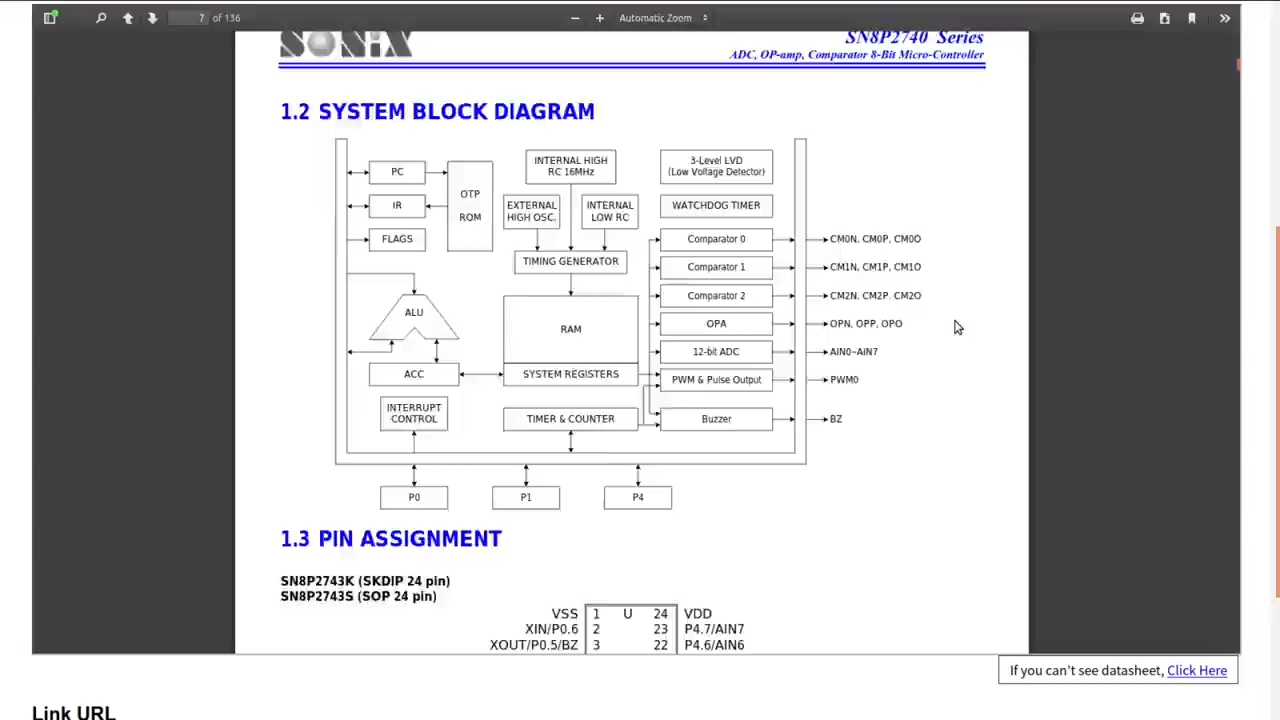 7 of 136
Automatic Zoom
SONiX
SN8P2740 Series
ADC, OP-amp, Comparator 8-Bit Micro-Controller
1.2 SYSTEM BLOCK DIAGRAM
PC
IR
FLAGS
OTP
ROM
INTERNAL HIGH
RC 16MHz
EXTERNAL
HIGH OSC.
INTERNAL
LOW RC
TIMING GENERATOR
3-Level LVD
(Low Voltage Detector)
WATCHDOG TIMER
Comparator 0
CM0N, CM0P, CM0O
Comparator 1
CM1N, CM1P, CM1O
Comparator 2
CM2N, CM2P, CM2O
ALU
RAM
OPA
OPN, OPP, OPO
12-bit ADC
AIN0~AIN7
ACC
SYSTEM REGISTERS
PWM & Pulse Output
PWM0
INTERRUPT
CONTROL
TIMER & COUNTER
Buzzer
BZ
P0
P1
P4
1.3 PIN ASSIGNMENT
SN8P2743K (SKDIP 24 pin)
SN8P2743S (SOP 24 pin)
VSS 1 U 24 VDD
XIN/P0.6 2 23 P4.7/AIN7
XOUT/P0.5/BZ 3 22 P4.6/AIN6
If you can't see datasheet, Click Here
Link URL